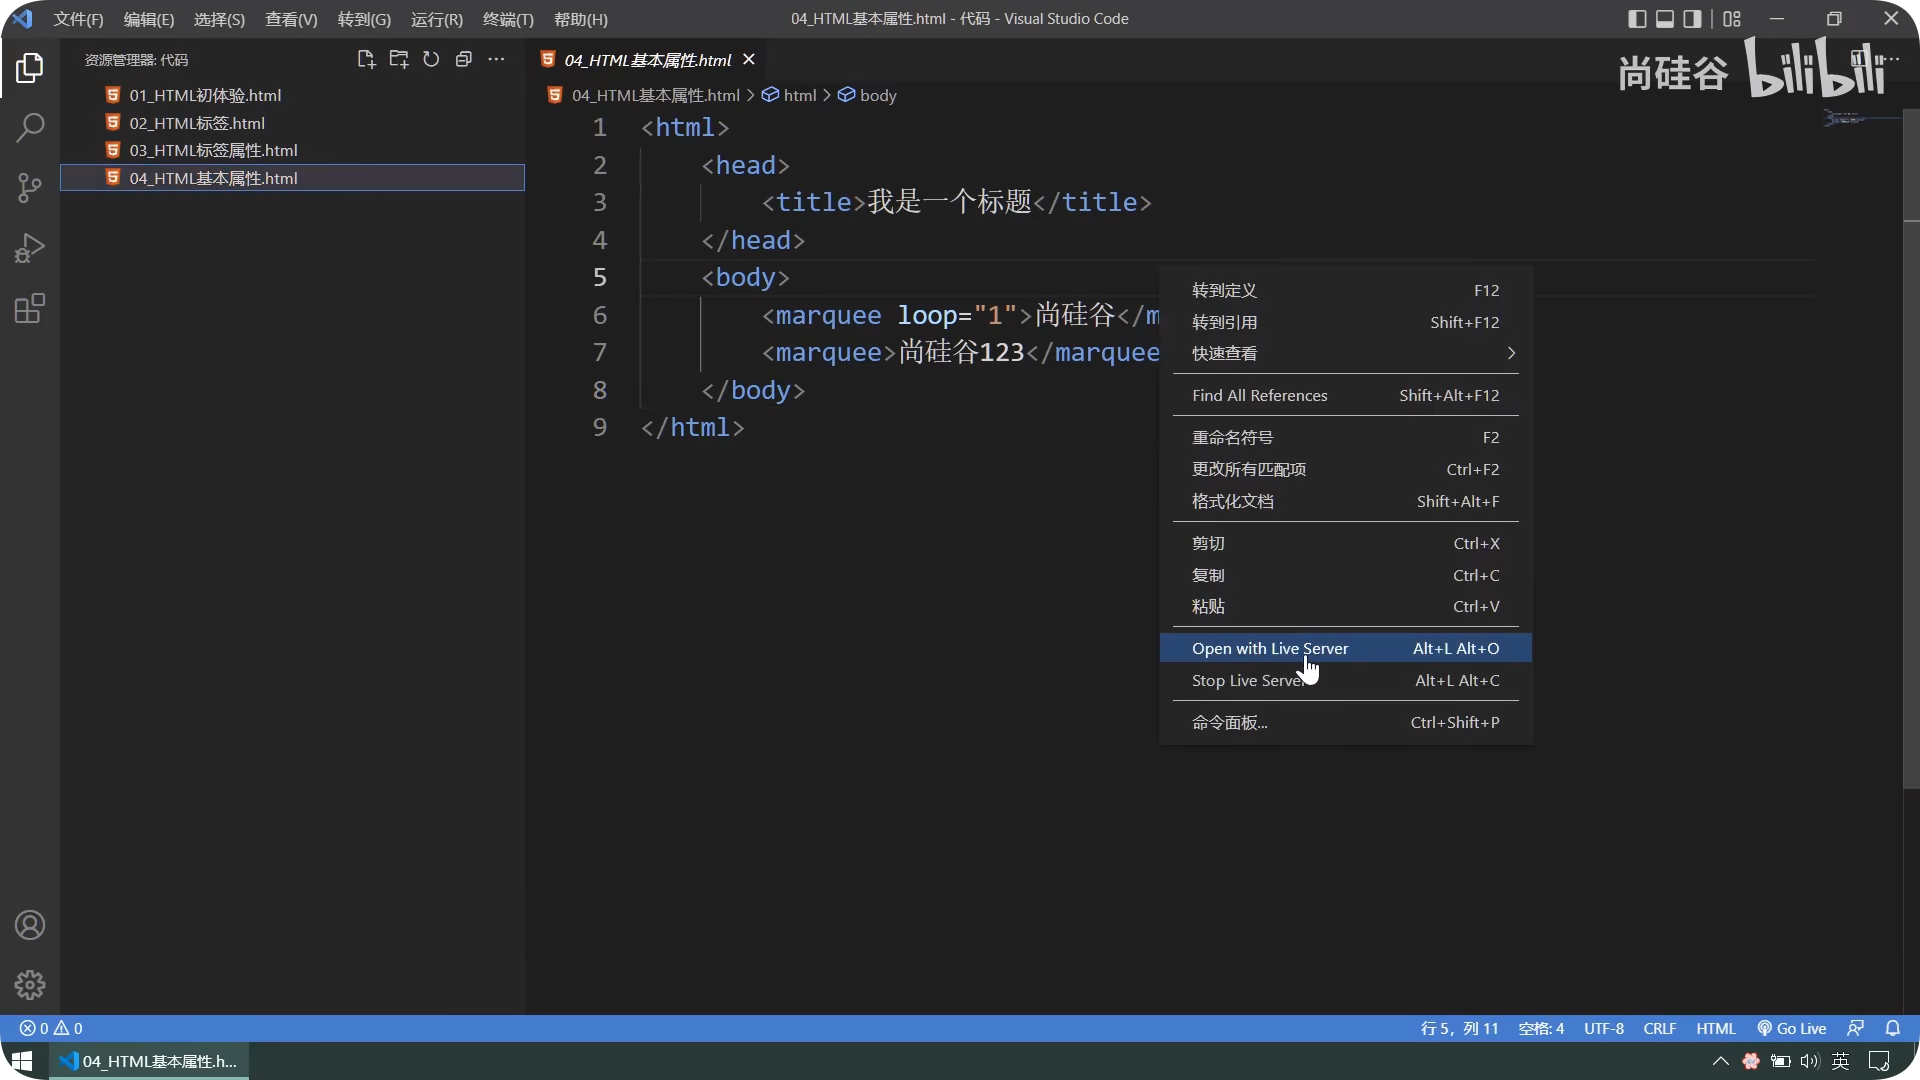 文件(F) 编辑(E) 选择(S) 查看(V) 转到(G) 运行(R) 终端(T) 帮助(H) 04_HTML基本属性.html - 代码 - Visual Studio Code
资源管理器: 代码
01_HTML初体验.html
02_HTML标签.html
03_HTML标签属性.html
04_HTML基本属性.html
04_HTML基本属性.html
尚硅谷 bilibili
04_HTML基本属性.html > html > body
1 <html>
2 <head>
3 <title>我是一个标题</title>
4 </head>
5 <body>
6 <marquee loop="1">尚硅谷</m
7 <marquee>尚硅谷123</marquee
8 </body>
9 </html>
转到定义 F12
转到引用 Shift+F12
快速查看
Find All References Shift+Alt+F12
重命名符号 F2
更改所有匹配项 Ctrl+F2
格式化文档 Shift+Alt+F
剪切 Ctrl+X
复制 Ctrl+C
粘贴 Ctrl+V
Open with Live Server Alt+L Alt+O
Stop Live Server Alt+L Alt+C
命令面板... Ctrl+Shift+P
0 0 行 5，列 11 空格: 4 UTF-8 CRLF HTML Go Live
04_HTML基本属性.h... 英